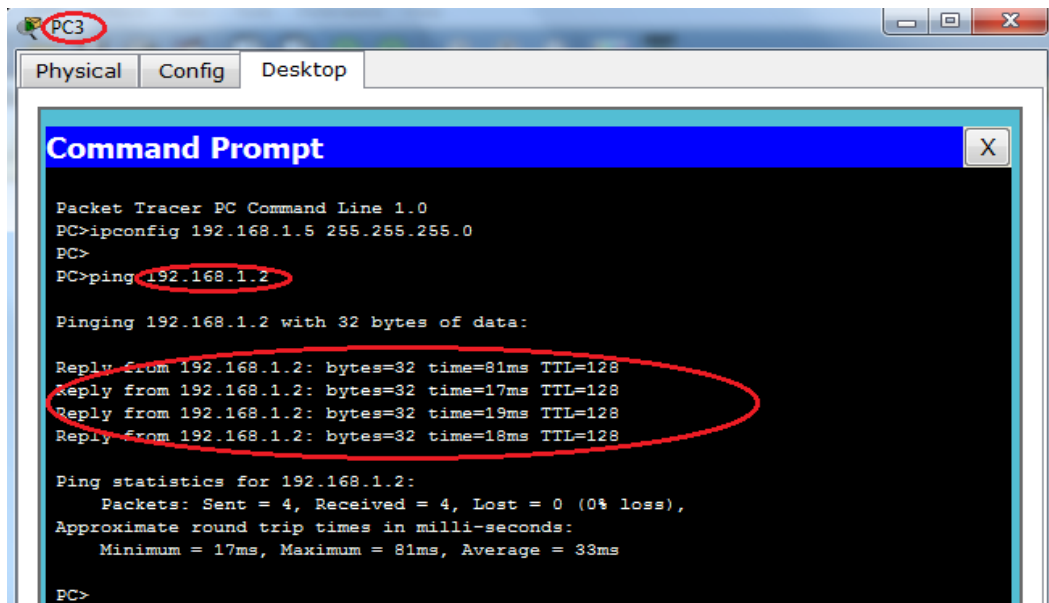 PC3
Physical Config Desktop
Command Prompt
X
Packet Tracer PC Command Line 1.0
PC>ipconfig 192.168.1.5 255.255.255.0
PC>
PC>ping 192.168.1.2
Pinging 192.168.1.2 with 32 bytes of data:
Reply from 192.168.1.2: bytes=32 time=81ms TTL=128
Reply from 192.168.1.2: bytes=32 time=17ms TTL=128
Reply from 192.168.1.2: bytes=32 time=19ms TTL=128
Reply from 192.168.1.2: bytes=32 time=18ms TTL=128
Ping statistics for 192.168.1.2:
Packets: Sent = 4, Received = 4, Lost = 0 (0% loss),
Approximate round trip times in milli-seconds:
Minimum = 17ms, Maximum = 81ms, Average = 33ms
PC>